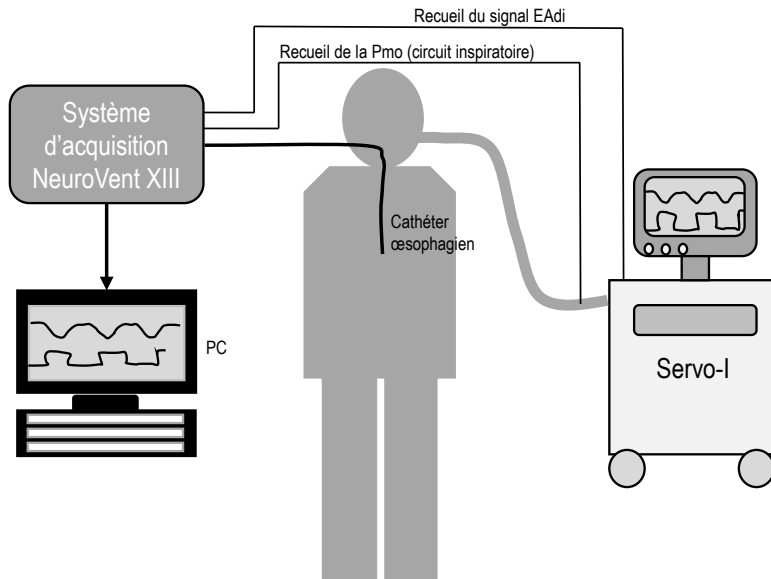 Recueil du signal EAdi
Recueil de la Pmo (circuit inspiratoire)
Système
d’acquisition
NeuroVent XIII
Cathéter
œsophagien
PC
Servo-I